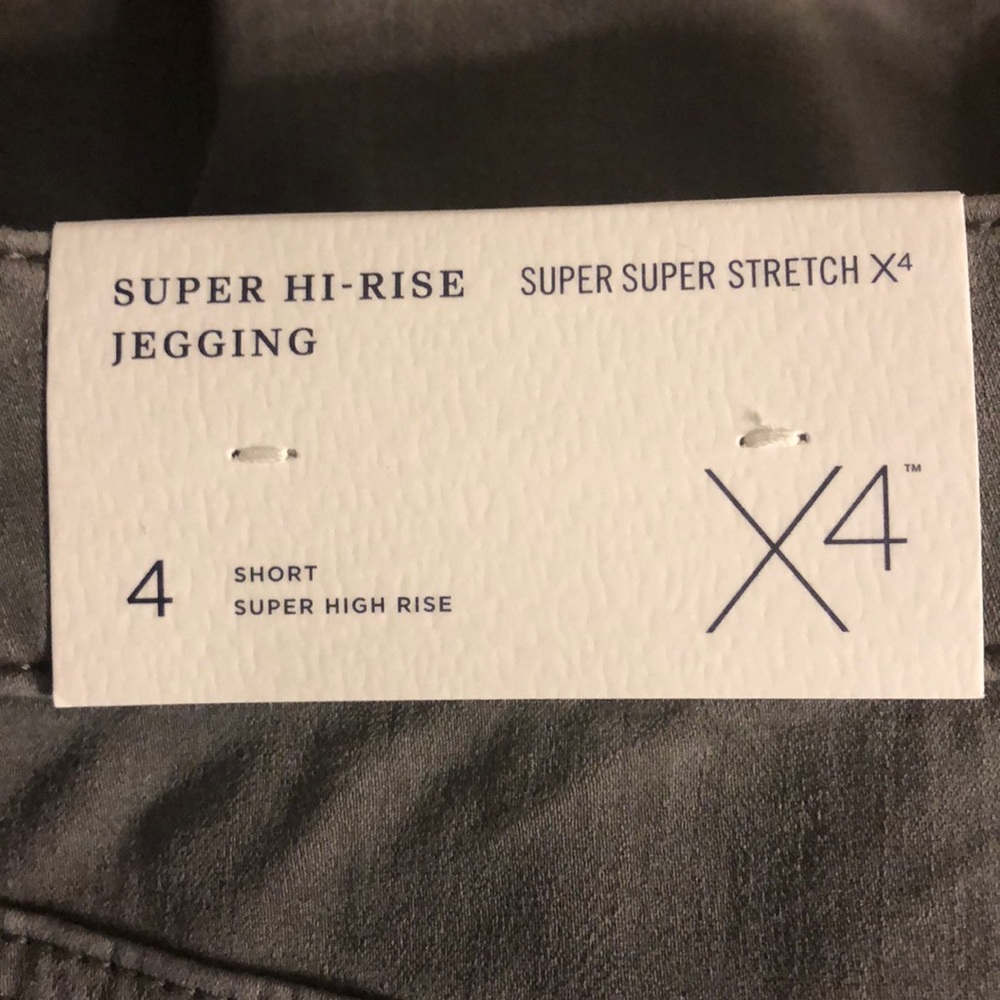 SUPER HI-RISE
JEGGING
SUPER SUPER STRETCH X⁴
4
SHORT
SUPER HIGH RISE
X4™